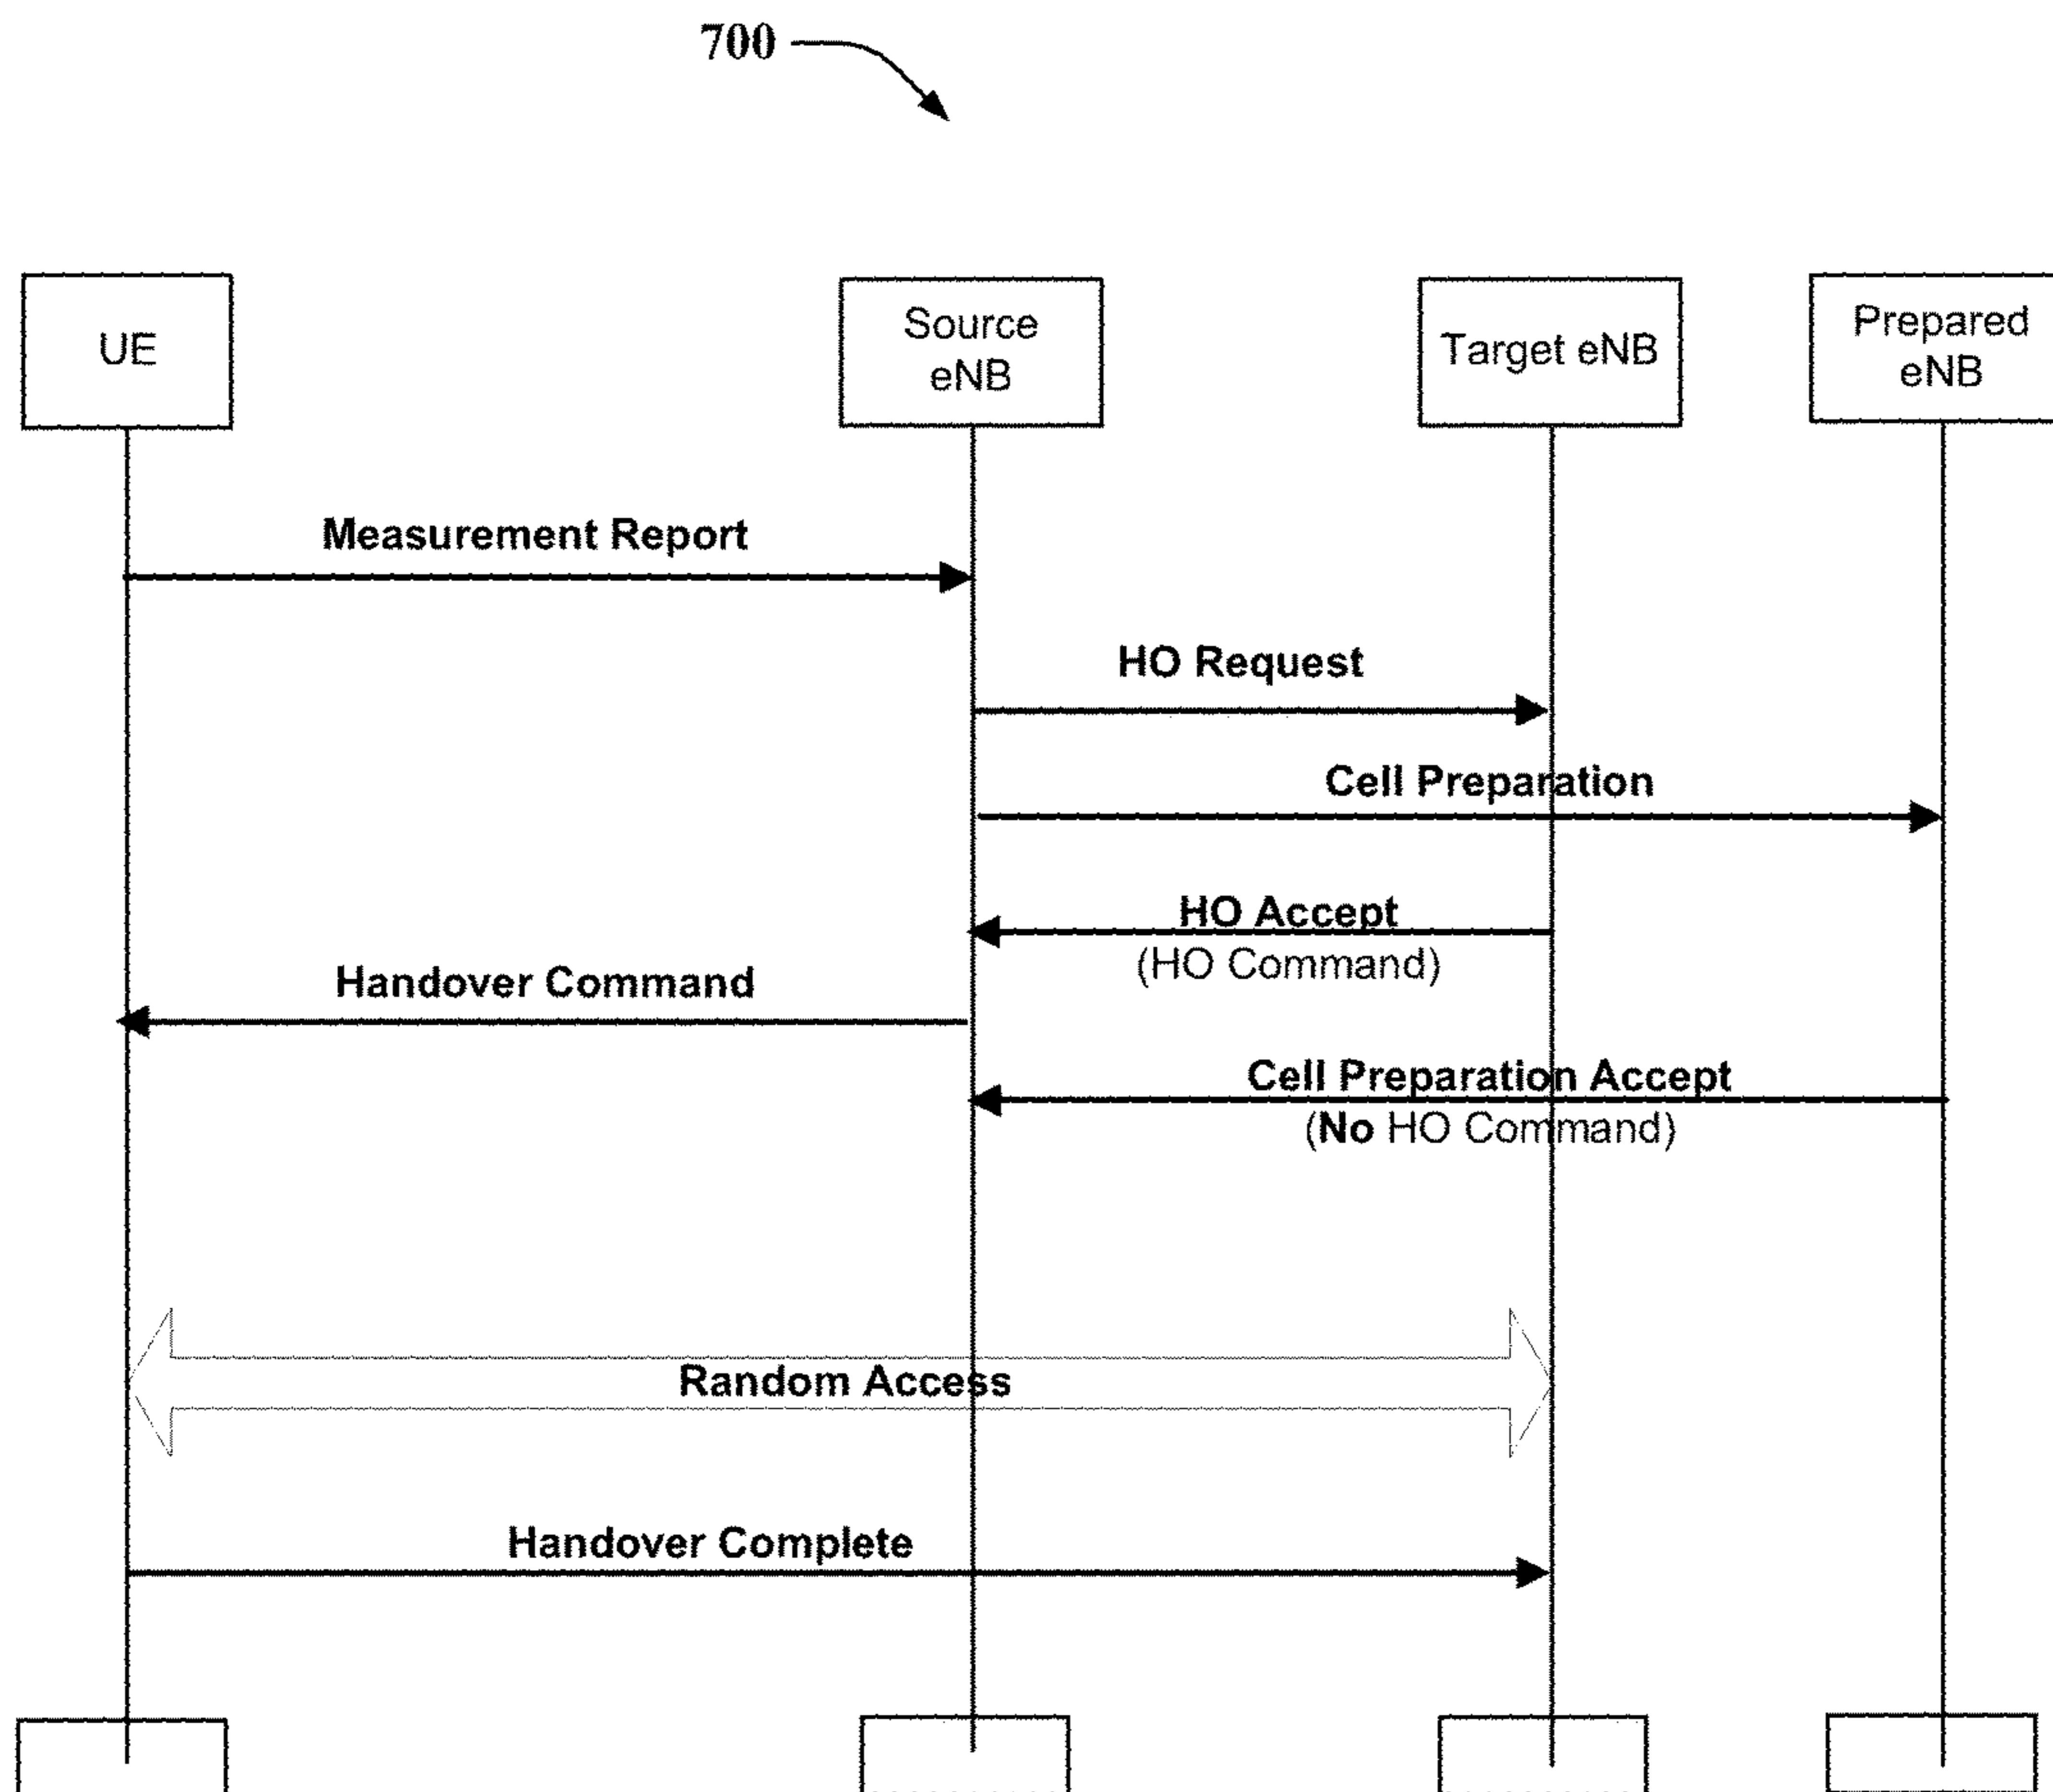 700
UE
Source
eNB
Target eNB
Prepared
eNB
Measurement Report
HO Request
Cell Preparation
HO Accept
(HO Command)
Handover Command
Cell Preparation Accept
(No HO Command)
Random Access
Handover Complete